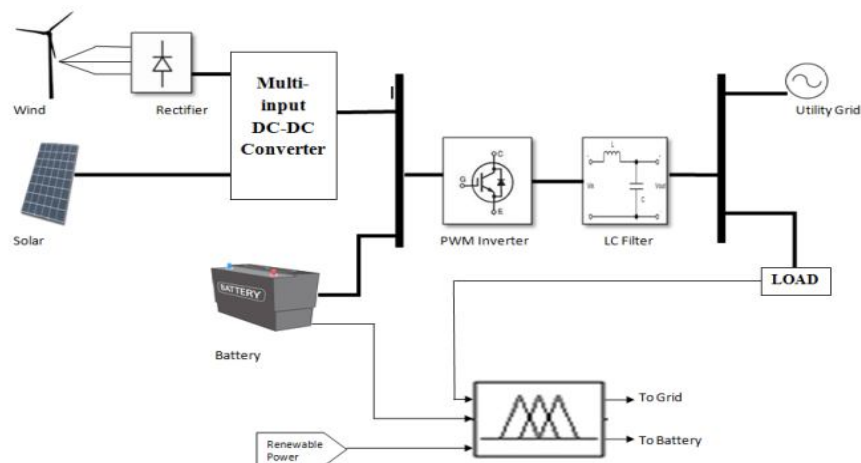 Wind
Rectifier
Multi-
input
DC-DC
Converter
Solar
BATTERY
Battery
C
G
E
PWM Inverter
L
C
LC Filter
Utility Grid
LOAD
Renewable
Power
To Grid
To Battery